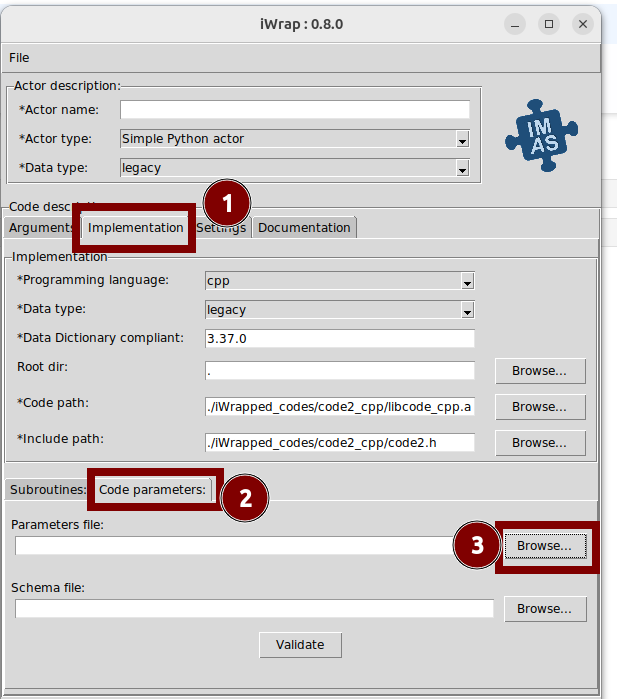 iWrap : 0.8.0
File
Actor description:
*Actor name:
*Actor type: Simple Python actor
*Data type: legacy
IM
AS
1
Code
Arguments Implementation Settings Documentation
Implementation
*Programming language: cpp
*Data type: legacy
*Data Dictionary compliant: 3.37.0
Root dir: . Browse...
*Code path: ./iWrapped_codes/code2_cpp/libcode_cpp.a Browse...
*Include path: ./iWrapped_codes/code2_cpp/code2.h Browse...
Subroutines: Code parameters: 2
Parameters file:
3 Browse...
Schema file:
Browse...
Validate